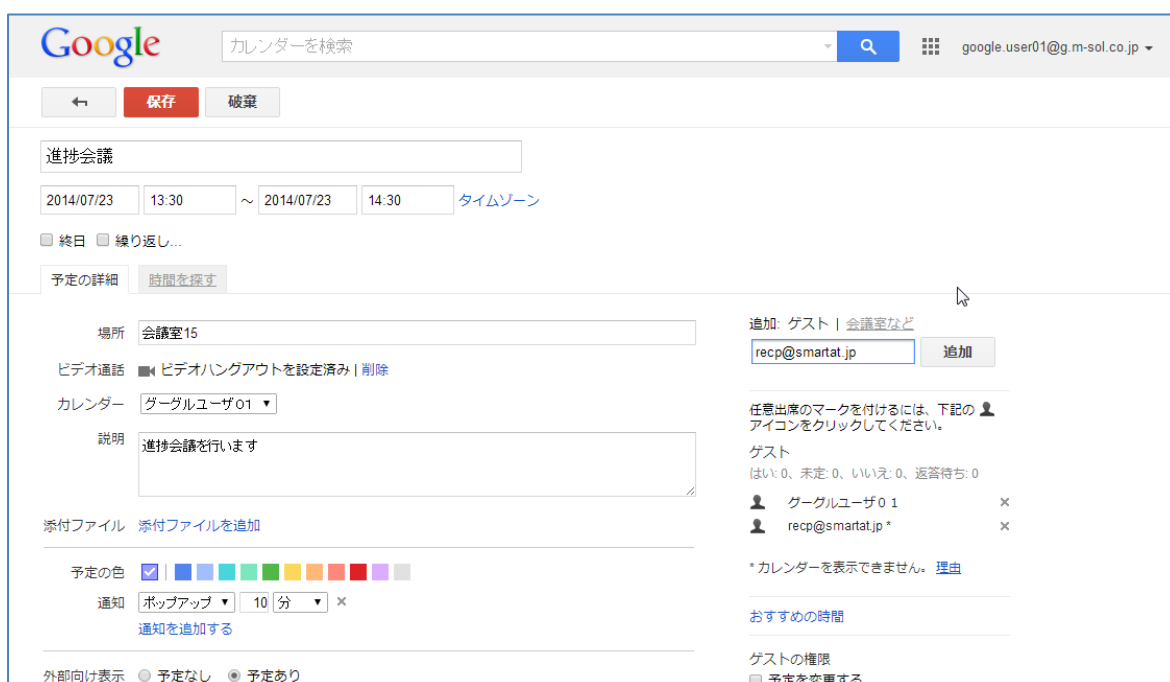 Google
カレンダーを検索
google.user01@g.m-sol.co.jp
保存
破棄
進捗会議
2014/07/23 13:30 ～ 2014/07/23 14:30 タイムゾーン
終日 繰り返し...
予定の詳細 時間を探す
場所 会議室15
ビデオ通話 ビデオハングアウトを設定済み | 削除
カレンダー グーグルユーザ01
説明 進捗会議を行います
添付ファイル 添付ファイルを追加
予定の色
通知 ポップアップ 10 分 ×
通知を追加する
外部向け表示 予定なし 予定あり
追加: ゲスト | 会議室など
recp@smartat.jp 追加
任意出席のマークを付けるには、下記の
アイコンをクリックしてください。
ゲスト
はい: 0、未定: 0、いいえ: 0、返答待ち: 0
グーグルユーザ０１ ×
recp@smartat.jp * ×
* カレンダーを表示できません。 理由
おすすめの時間
ゲストの権限
予定を変更する